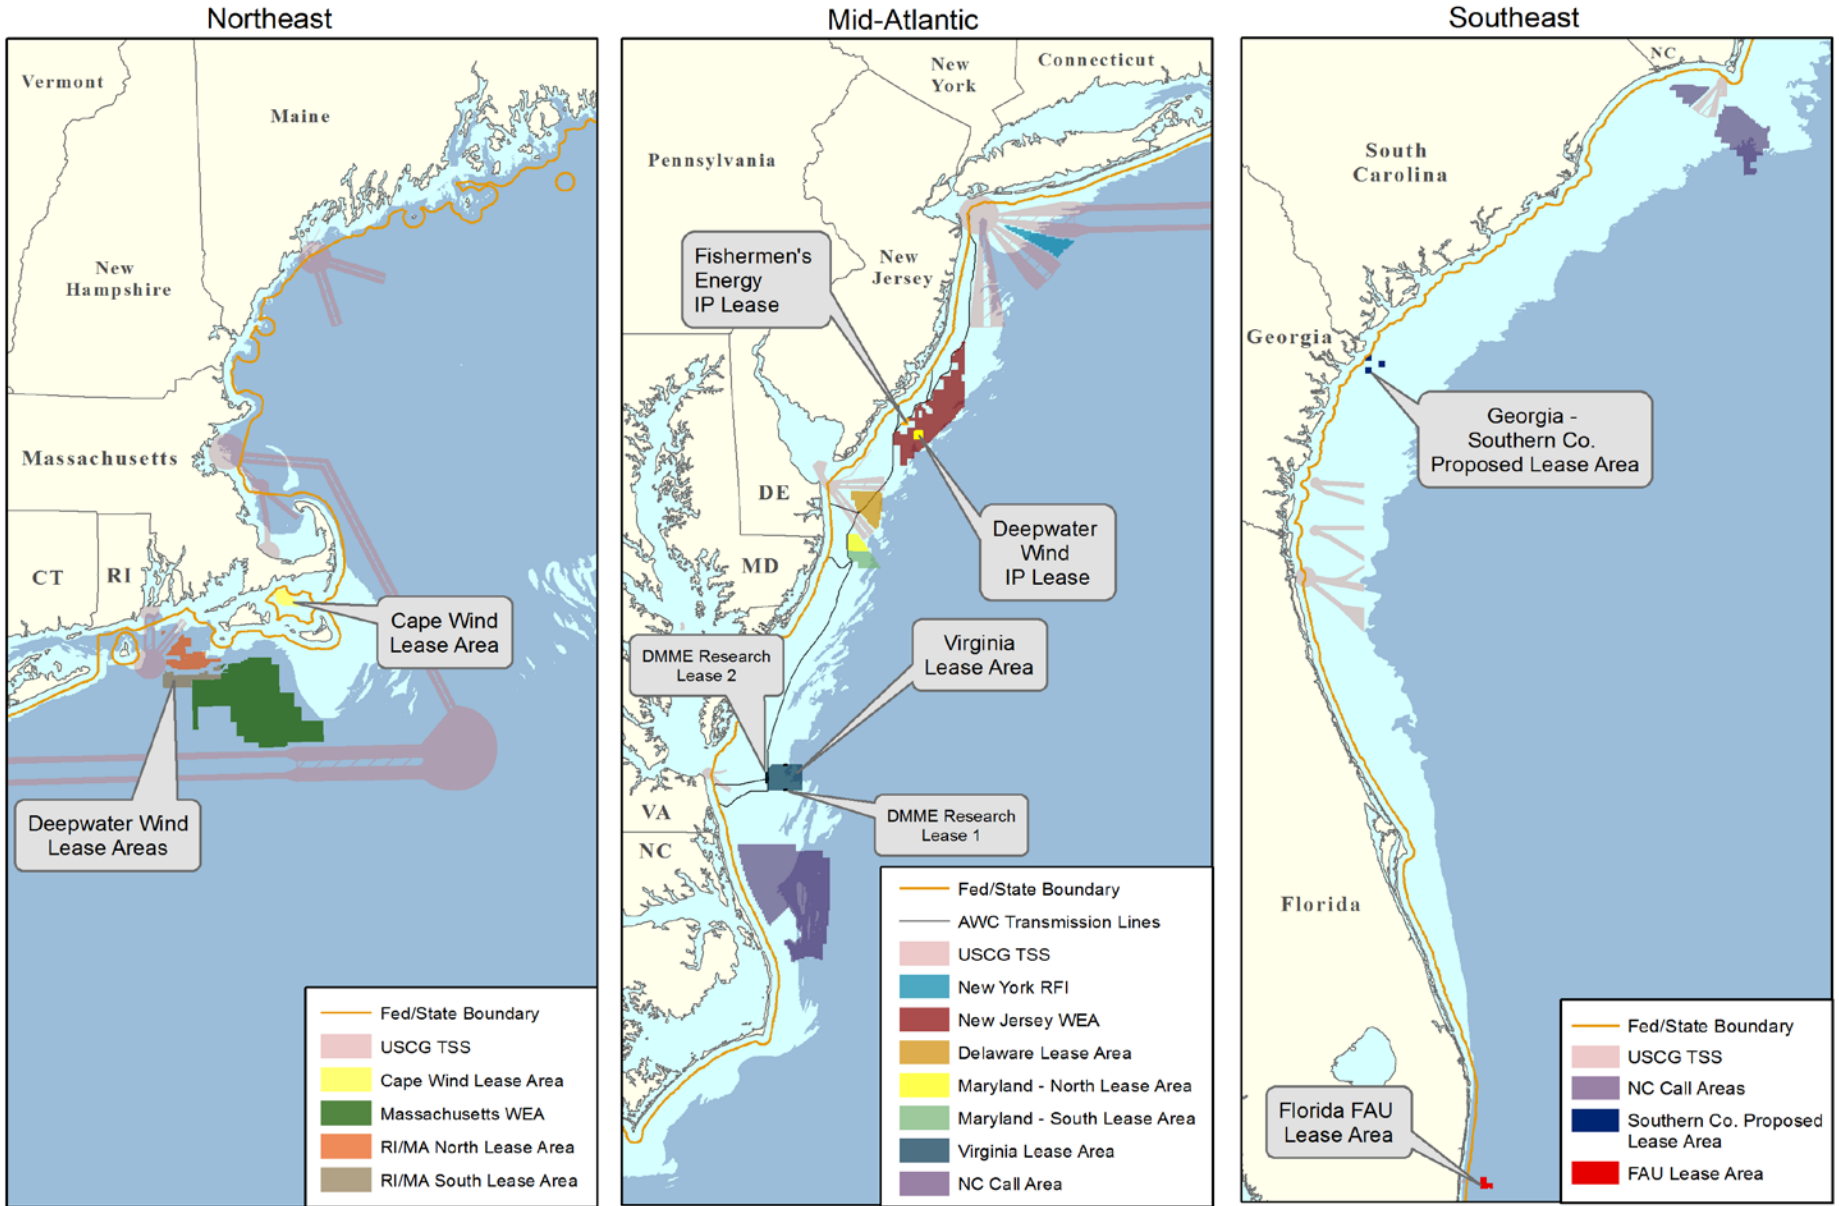 Northeast
Vermont
Maine
New
Hampshire
Massachusetts
CT
RI
Cape Wind
Lease Area
Deepwater Wind
Lease Areas
Fed/State Boundary
USCG TSS
Cape Wind Lease Area
Massachusetts WEA
RI/MA North Lease Area
RI/MA South Lease Area
Mid-Atlantic
New
York
Connecticut
Pennsylvania
New
Jersey
Fishermen's
Energy
IP Lease
DE
MD
Deepwater
Wind
IP Lease
DMME Research
Lease 2
Virginia
Lease Area
DMME Research
Lease 1
VA
NC
Fed/State Boundary
AWC Transmission Lines
USCG TSS
New York RFI
New Jersey WEA
Delaware Lease Area
Maryland - North Lease Area
Maryland - South Lease Area
Virginia Lease Area
NC Call Area
Southeast
NC
South
Carolina
Georgia
Georgia -
Southern Co.
Proposed Lease Area
Florida
Florida FAU
Lease Area
Fed/State Boundary
USCG TSS
NC Call Areas
Southern Co. Proposed
Lease Area
FAU Lease Area